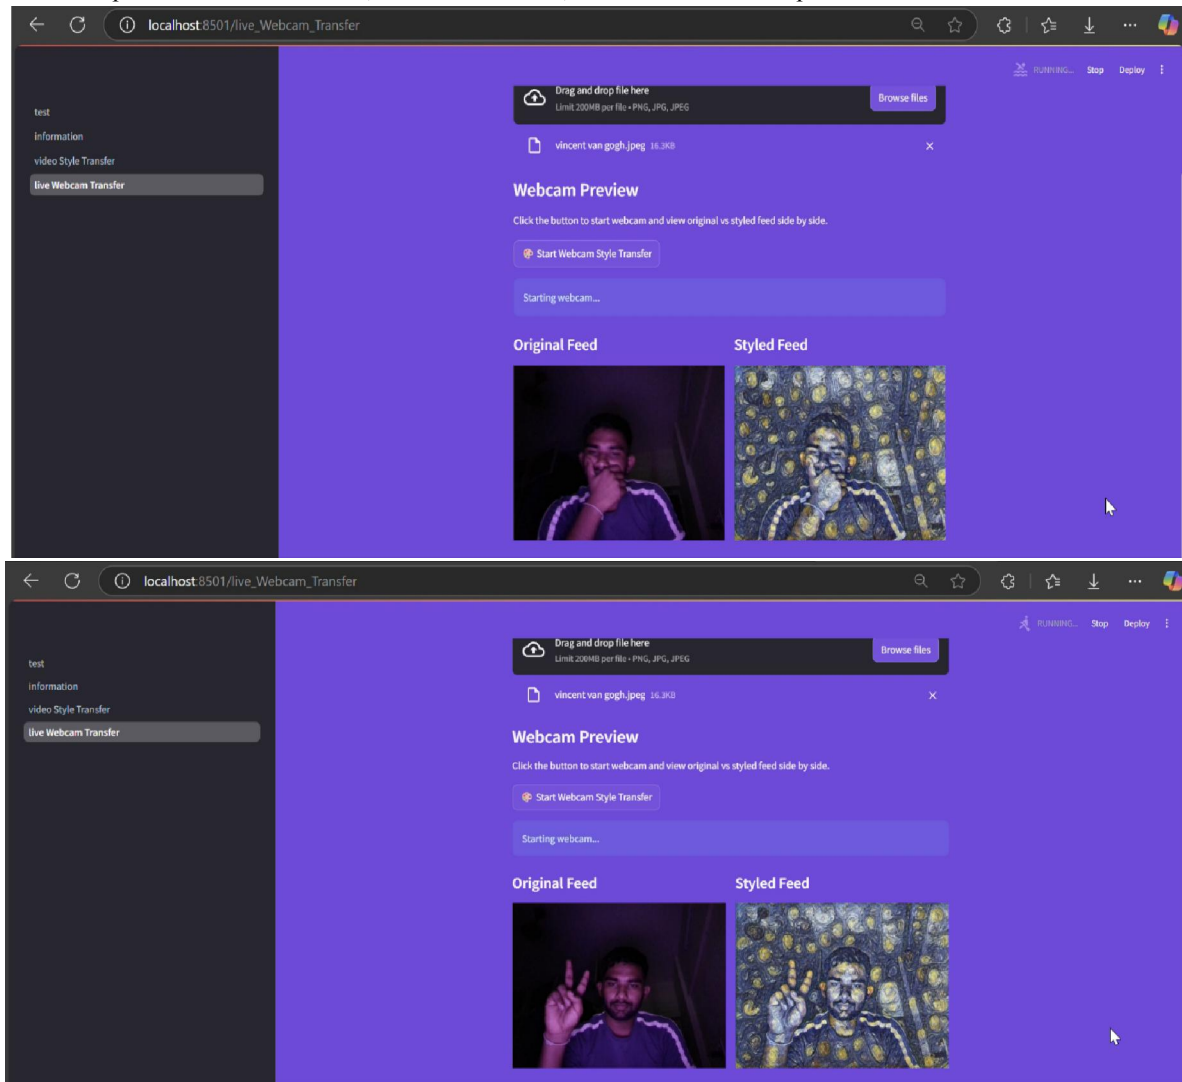 localhost:8501/live_Webcam_Transfer
RUNNING... Stop Deploy
test
information
video Style Transfer
live Webcam Transfer
Drag and drop file here
Limit 200MB per file • PNG, JPG, JPEG
Browse files
vincent van gogh.jpeg 16.3KB
Webcam Preview
Click the button to start webcam and view original vs styled feed side by side.
Start Webcam Style Transfer
Starting webcam...
Original Feed
Styled Feed
localhost:8501/live_Webcam_Transfer
RUNNING... Stop Deploy
test
information
video Style Transfer
live Webcam Transfer
Drag and drop file here
Limit 200MB per file • PNG, JPG, JPEG
Browse files
vincent van gogh.jpeg 16.3KB
Webcam Preview
Click the button to start webcam and view original vs styled feed side by side.
Start Webcam Style Transfer
Starting webcam...
Original Feed
Styled Feed